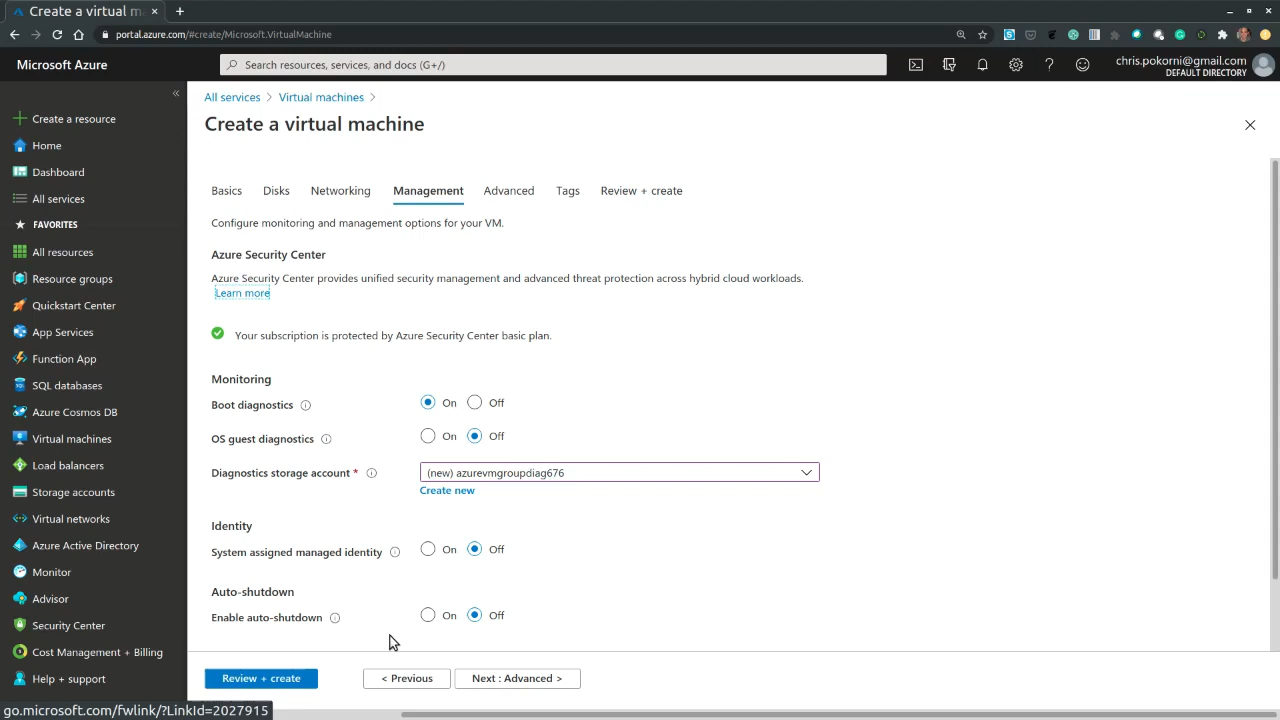 Create a virtual m
portal.azure.com/#create/Microsoft.VirtualMachine
Microsoft Azure
Search resources, services, and docs (G+/)
chris.pokorni@gmail.com
DEFAULT DIRECTORY
All services > Virtual machines >
Create a virtual machine
Create a resource
Home
Dashboard
All services
FAVORITES
All resources
Resource groups
Quickstart Center
App Services
Function App
SQL databases
Azure Cosmos DB
Virtual machines
Load balancers
Storage accounts
Virtual networks
Azure Active Directory
Monitor
Advisor
Security Center
Cost Management + Billing
Help + support
Basics Disks Networking Management Advanced Tags Review + create
Configure monitoring and management options for your VM.
Azure Security Center
Azure Security Center provides unified security management and advanced threat protection across hybrid cloud workloads.
Learn more
Your subscription is protected by Azure Security Center basic plan.
Monitoring
Boot diagnostics On Off
OS guest diagnostics On Off
Diagnostics storage account * (new) azurevmgroupdiag676
Create new
Identity
System assigned managed identity On Off
Auto-shutdown
Enable auto-shutdown On Off
Review + create < Previous Next : Advanced >
go.microsoft.com/fwlink/?LinkId=2027915